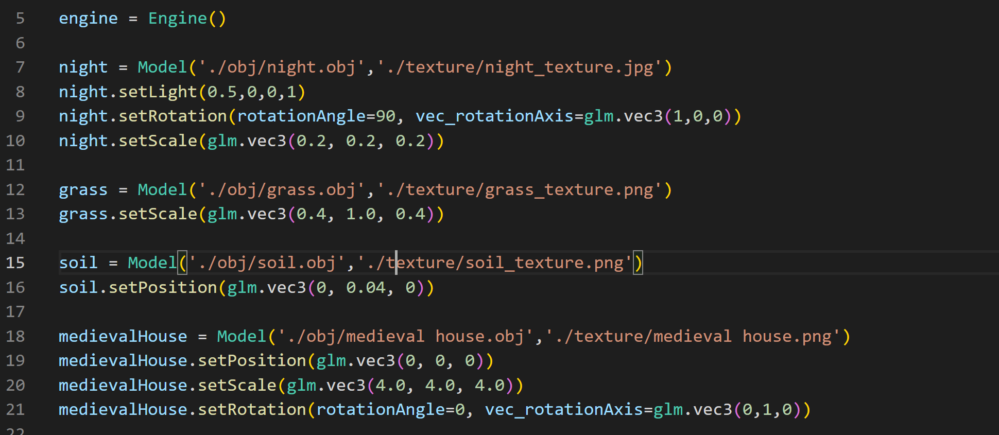 5 engine = Engine()
6
7 night = Model('./obj/night.obj','./texture/night_texture.jpg')
8 night.setLight(0.5,0,0,1)
9 night.setRotation(rotationAngle=90, vec_rotationAxis=glm.vec3(1,0,0))
10 night.setScale(glm.vec3(0.2, 0.2, 0.2))
11
12 grass = Model('./obj/grass.obj','./texture/grass_texture.png')
13 grass.setScale(glm.vec3(0.4, 1.0, 0.4))
14
15 soil = Model('./obj/soil.obj','./texture/soil_texture.png')
16 soil.setPosition(glm.vec3(0, 0.04, 0))
17
18 medievalHouse = Model('./obj/medieval house.obj','./texture/medieval house.png')
19 medievalHouse.setPosition(glm.vec3(0, 0, 0))
20 medievalHouse.setScale(glm.vec3(4.0, 4.0, 4.0))
21 medievalHouse.setRotation(rotationAngle=0, vec_rotationAxis=glm.vec3(0,1,0))
22